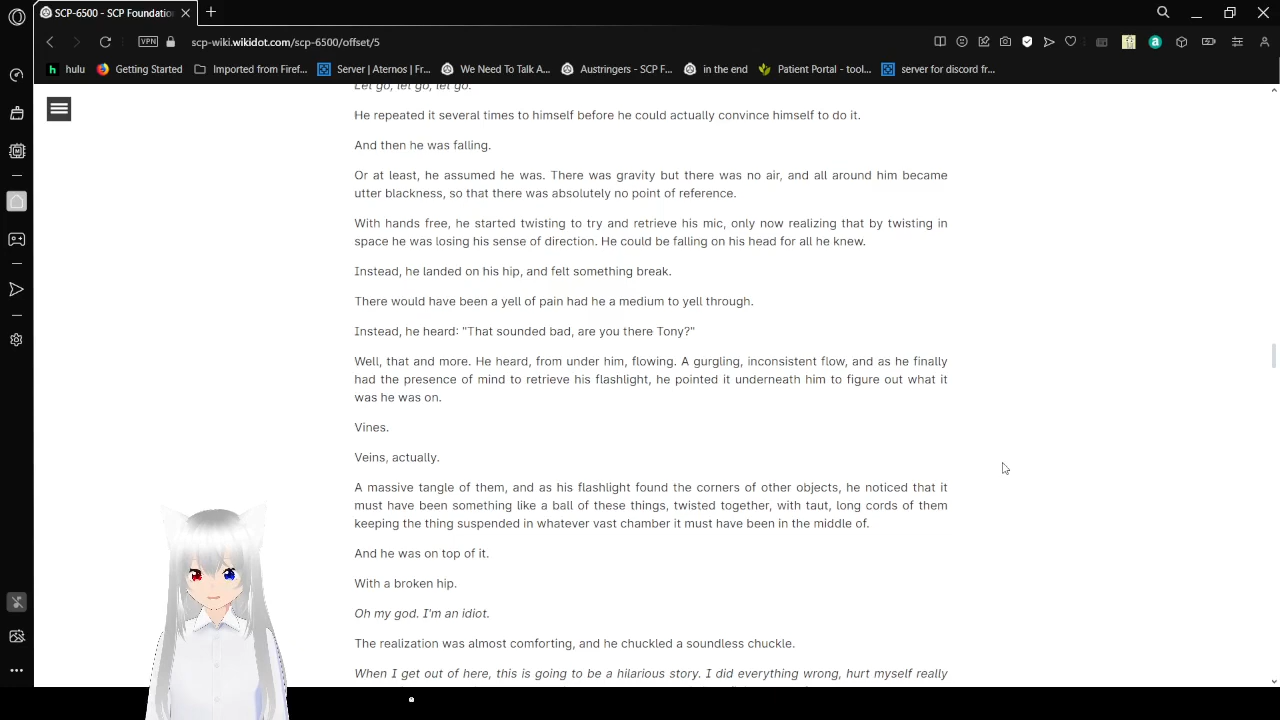 SCP-6500 - SCP Foundatio
scp-wiki.wikidot.com/scp-6500/offset/5
VPN
hulu
Getting Started
Imported from Firef...
Server | Aternos | Fr...
We Need To Talk A...
Austringers - SCP F...
in the end
Patient Portal - tool...
server for discord fr...
Let go, let go, let go.
He repeated it several times to himself before he could actually convince himself to do it.
And then he was falling.
Or at least, he assumed he was. There was gravity but there was no air, and all around him became
utter blackness, so that there was absolutely no point of reference.
With hands free, he started twisting to try and retrieve his mic, only now realizing that by twisting in
space he was losing his sense of direction. He could be falling on his head for all he knew.
Instead, he landed on his hip, and felt something break.
There would have been a yell of pain had he a medium to yell through.
Instead, he heard: "That sounded bad, are you there Tony?"
Well, that and more. He heard, from under him, flowing. A gurgling, inconsistent flow, and as he finally
had the presence of mind to retrieve his flashlight, he pointed it underneath him to figure out what it
was he was on.
Vines.
Veins, actually.
A massive tangle of them, and as his flashlight found the corners of other objects, he noticed that it
must have been something like a ball of these things, twisted together, with taut, long cords of them
keeping the thing suspended in whatever vast chamber it must have been in the middle of.
And he was on top of it.
With a broken hip.
Oh my god. I'm an idiot.
The realization was almost comforting, and he chuckled a soundless chuckle.
When I get out of here, this is going to be a hilarious story. I did everything wrong, hurt myself really